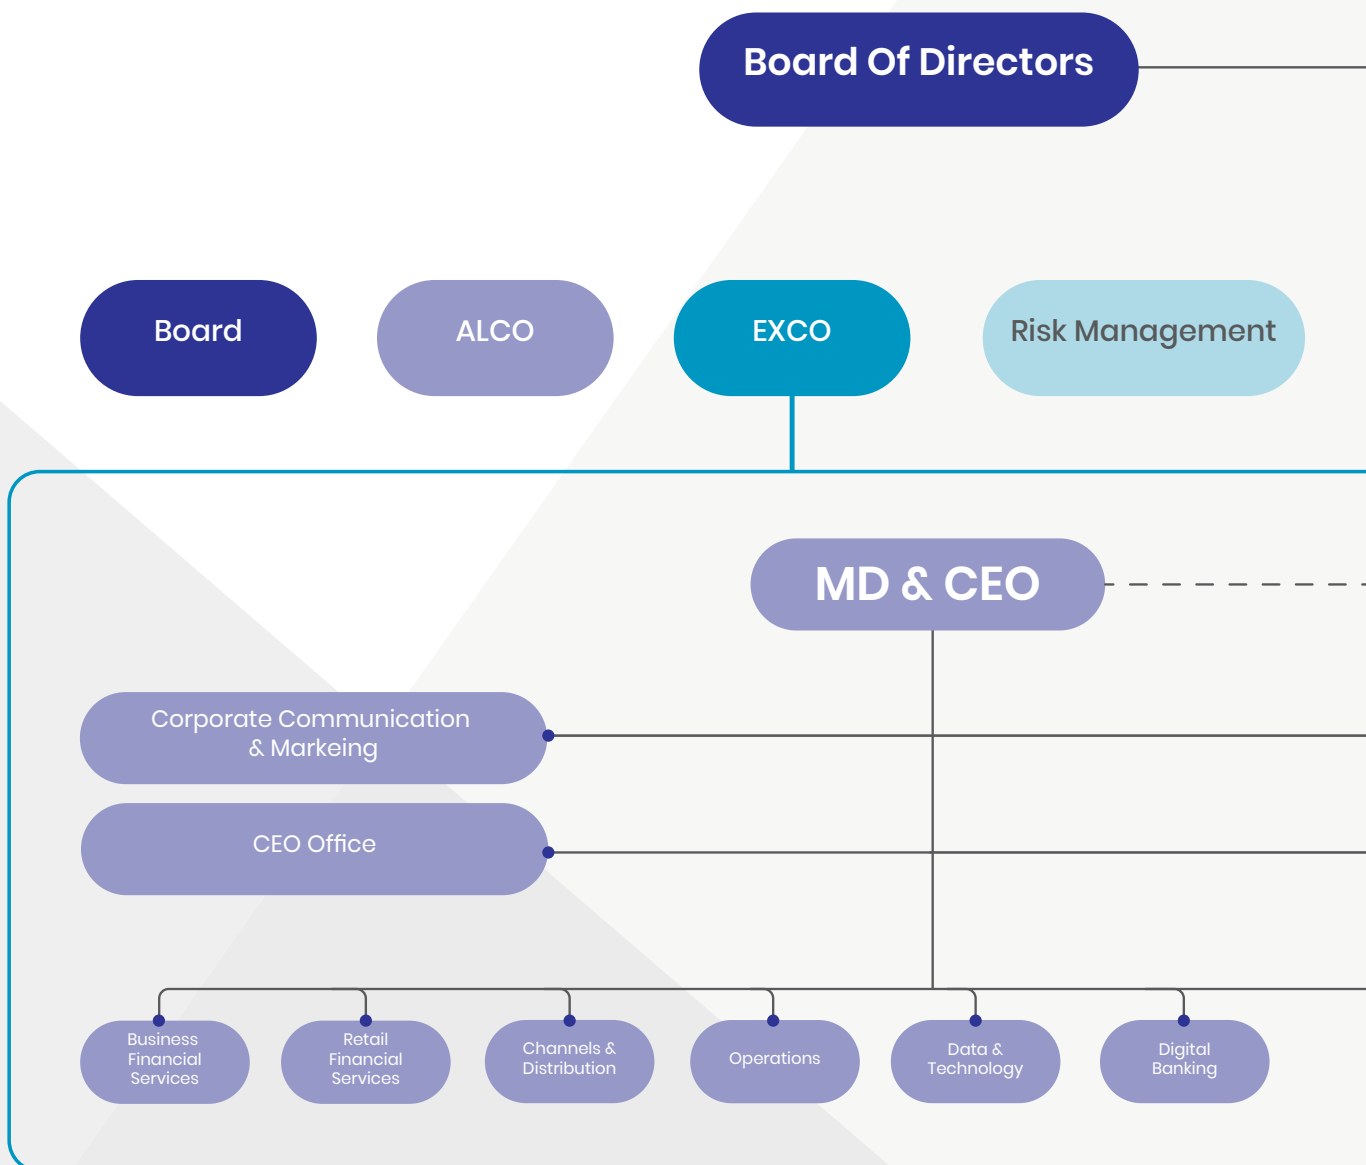 Board Of Directors
Board
ALCO
EXCO
Risk Management
MD & CEO
Corporate Communication
& Markeing
CEO Office
Business
Financial
Services
Retail
Financial
Services
Channels &
Distribution
Operations
Data &
Technology
Digital
Banking